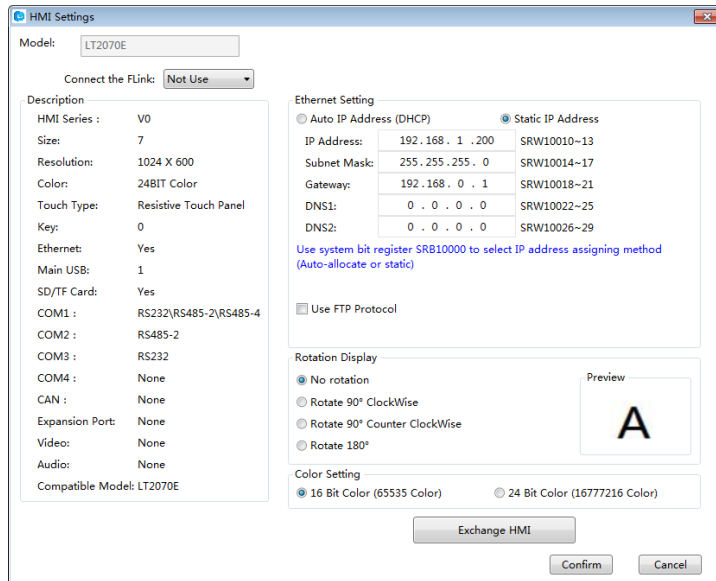 HMI Settings
Model: LT2070E
Connect the FLink: Not Use
Description
HMI Series : V0
Size: 7
Resolution: 1024 X 600
Color: 24BIT Color
Touch Type: Resistive Touch Panel
Key: 0
Ethernet: Yes
Main USB: 1
SD/TF Card: Yes
COM1 : RS232\RS485-2\RS485-4
COM2 : RS485-2
COM3 : RS232
COM4 : None
CAN : None
Expansion Port: None
Video: None
Audio: None
Compatible Model: LT2070E
Ethernet Setting
Auto IP Address (DHCP) Static IP Address
IP Address: 192.168. 1 .200 SRW10010~13
Subnet Mask: 255.255.255. 0 SRW10014~17
Gateway: 192.168. 0 . 1 SRW10018~21
DNS1: 0 . 0 . 0 . 0 SRW10022~25
DNS2: 0 . 0 . 0 . 0 SRW10026~29
Use system bit register SRB10000 to select IP address assigning method
(Auto-allocate or static)
Use FTP Protocol
Rotation Display
No rotation
Rotate 90° ClockWise
Rotate 90° Counter ClockWise
Rotate 180°
Preview
A
Color Setting
16 Bit Color (65535 Color) 24 Bit Color (16777216 Color)
Exchange HMI
Confirm Cancel